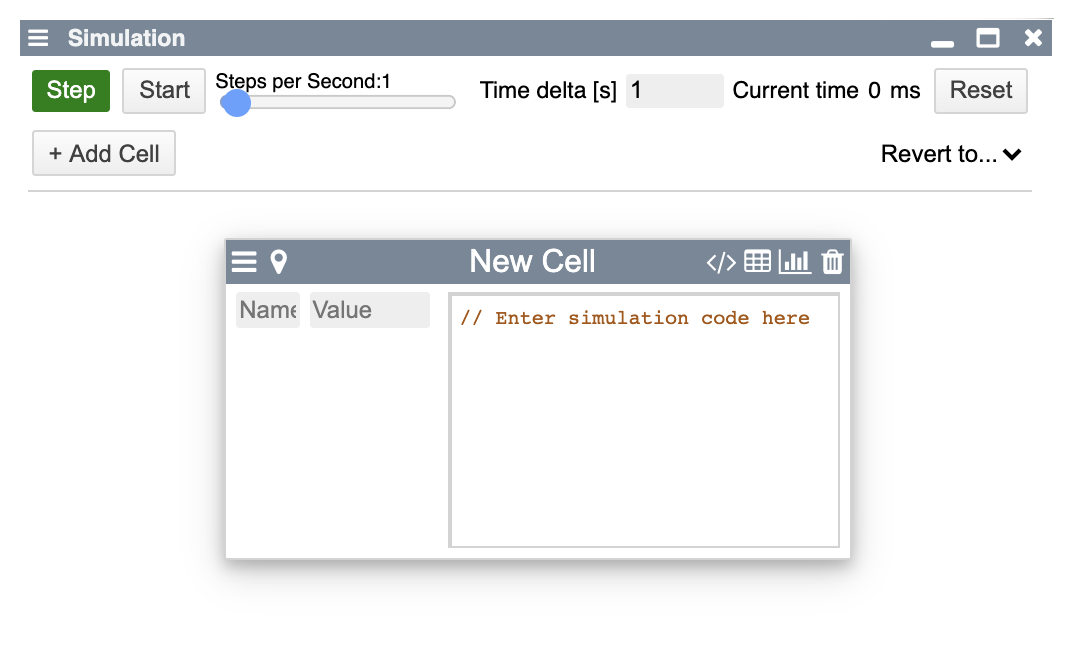 Simulation
Step Start Steps per Second:1 Time delta [s] 1 Current time 0 ms Reset
+ Add Cell Revert to...
New Cell </>
Name Value // Enter simulation code here